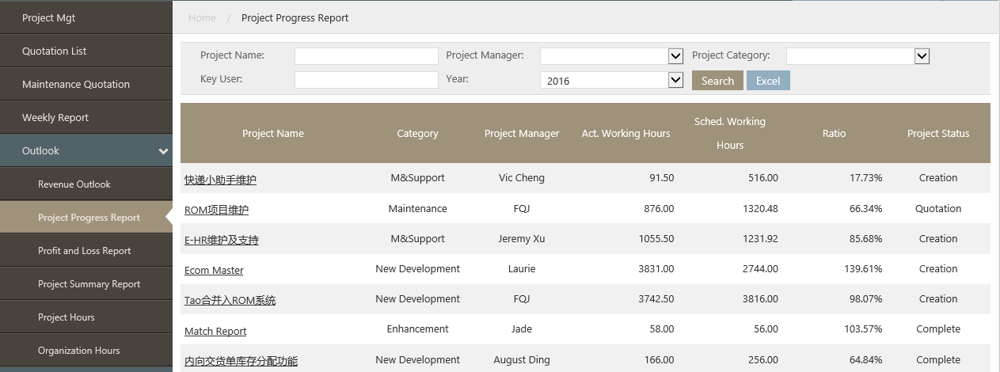 Project Mgt
Quotation List
Maintenance Quotation
Weekly Report
Outlook
Revenue Outlook
Project Progress Report
Profit and Loss Report
Project Summary Report
Project Hours
Organization Hours
Home / Project Progress Report
Project Name: Project Manager: Project Category:
Key User: Year: 2016 Search Excel
Project Name Category Project Manager Act. Working Hours Sched. Working Hours Ratio Project Status
快递小助手维护 M&Support Vic Cheng 91.50 516.00 17.73% Creation
ROM项目维护 Maintenance FQJ 876.00 1320.48 66.34% Quotation
E-HR维护及支持 M&Support Jeremy Xu 1055.50 1231.92 85.68% Creation
Ecom Master New Development Laurie 3831.00 2744.00 139.61% Creation
Tao合并入ROM系统 New Development FQJ 3742.50 3816.00 98.07% Creation
Match Report Enhancement Jade 58.00 56.00 103.57% Complete
内向交货单库存分配功能 New Development August Ding 166.00 256.00 64.84% Complete